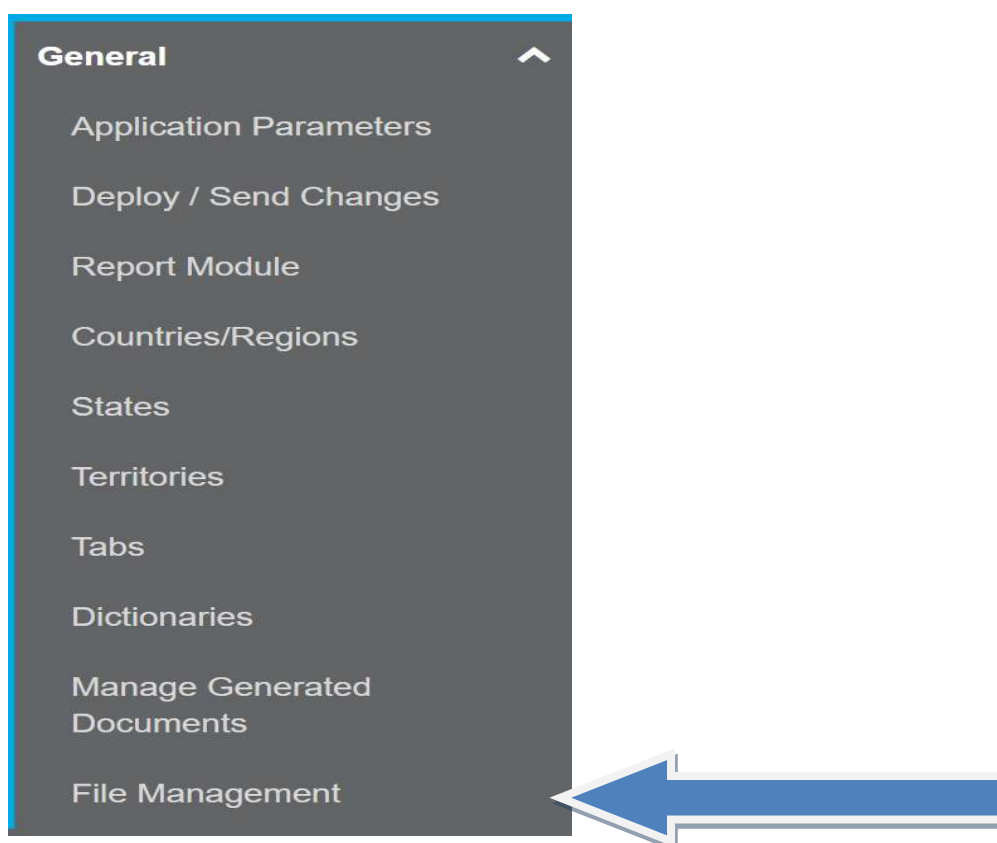 General
Application Parameters
Deploy / Send Changes
Report Module
Countries/Regions
States
Territories
Tabs
Dictionaries
Manage Generated
Documents
File Management